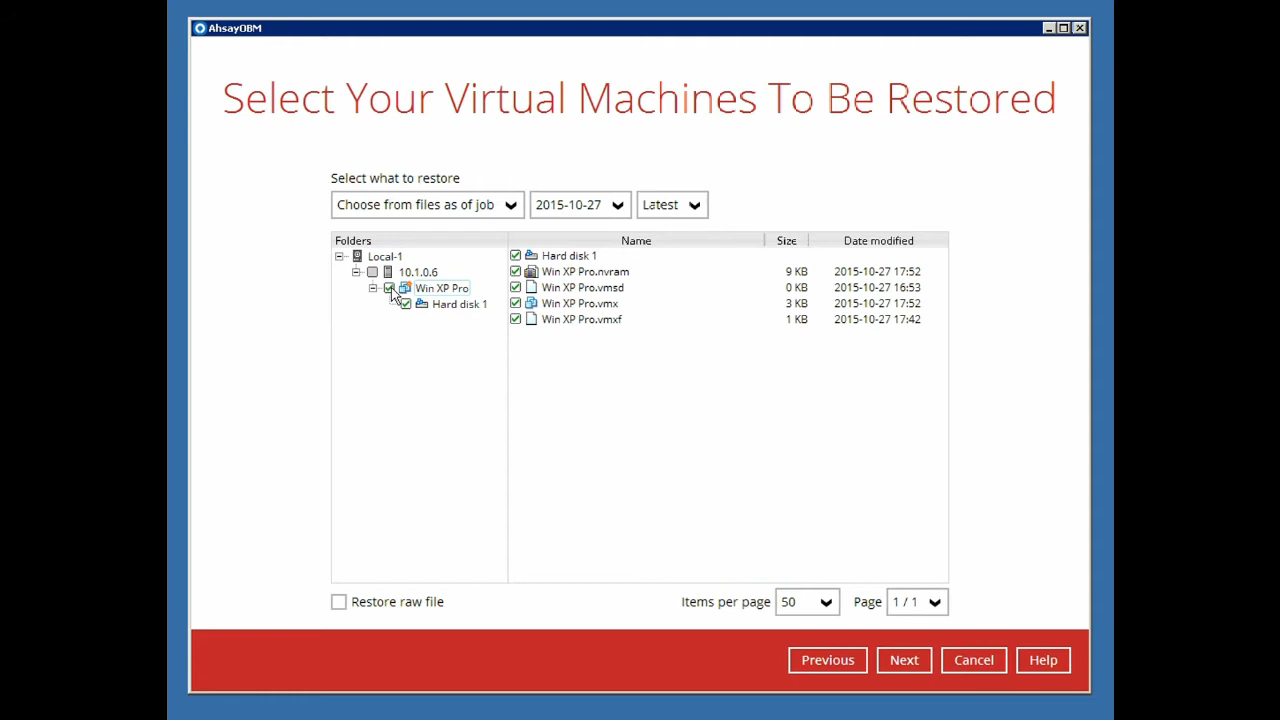 AhsayOBM
Select Your Virtual Machines To Be Restored
Select what to restore
Choose from files as of job 2015-10-27 Latest
Folders Name Size Date modified
Local-1 Hard disk 1
10.1.0.6 Win XP Pro.nvram 9 KB 2015-10-27 17:52
Win XP Pro Win XP Pro.vmsd 0 KB 2015-10-27 16:53
Hard disk 1 Win XP Pro.vmx 3 KB 2015-10-27 17:52
Win XP Pro.vmxf 1 KB 2015-10-27 17:42
Restore raw file Items per page 50 Page 1 / 1
Previous Next Cancel Help